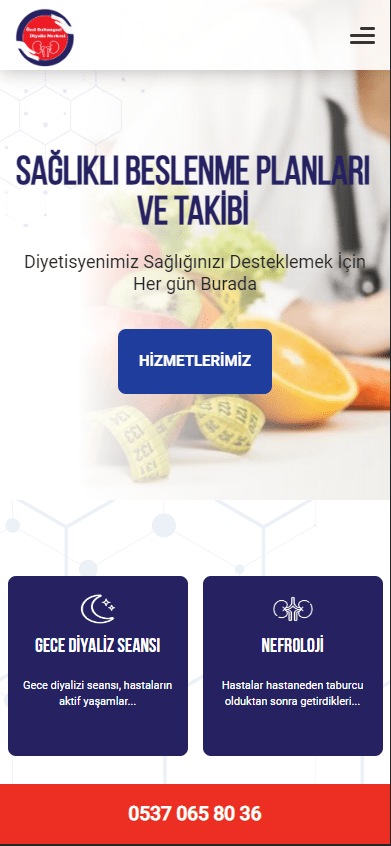 Özel Sultangazi
Diyaliz Merkezi
SAĞLIKLI BESLENME PLANLARI
VE TAKİBİ
Diyetisyenimiz Sağlığınızı Desteklemek İçin
Her gün Burada
HİZMETLERİMİZ
GECE DİYALİZ SEANSI
Gece diyalizi seansı, hastaların
aktif yaşamlar...
NEFROLOJİ
Hastalar hastaneden taburcu
olduktan sonra getirdikleri...
0537 065 80 36